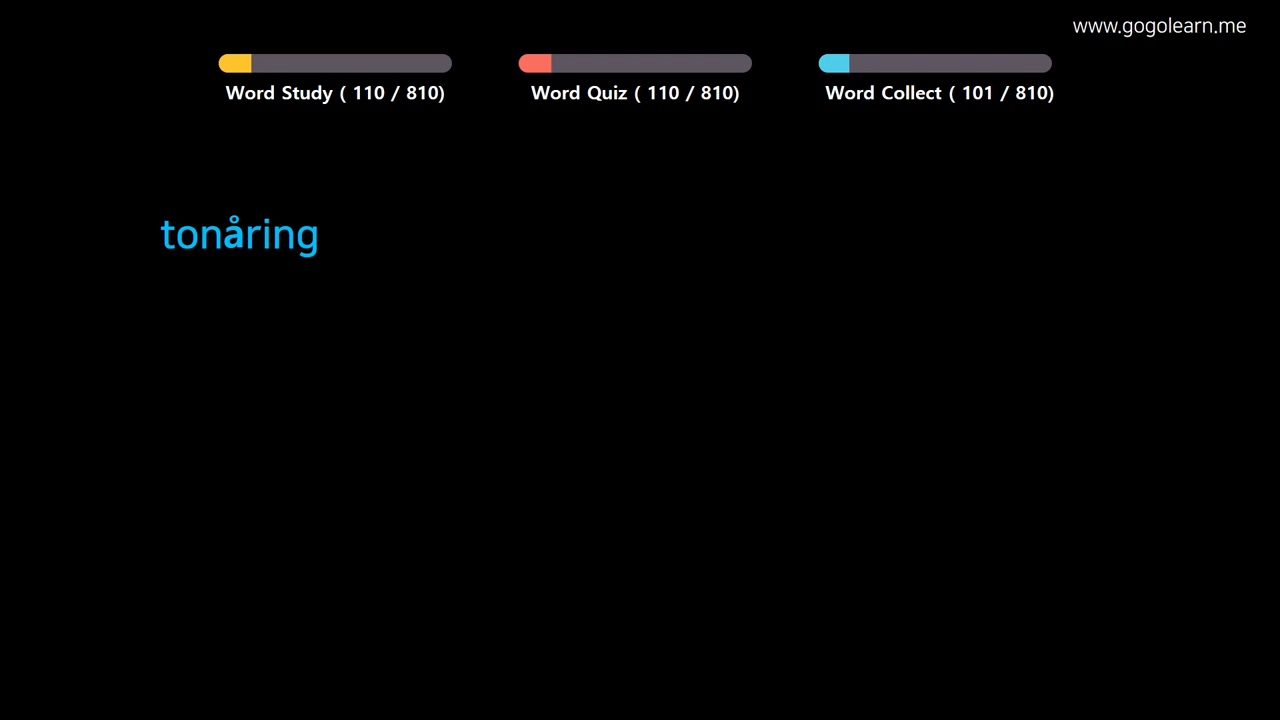 www.gogolearn.me
Word Study ( 110 / 810)
Word Quiz ( 110 / 810)
Word Collect ( 101 / 810)
tonåring